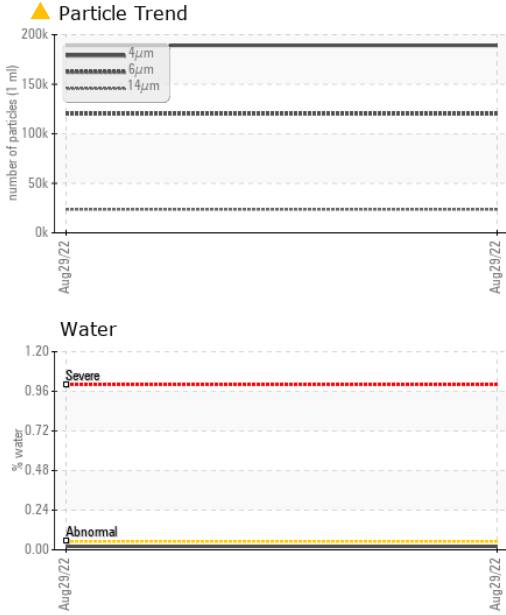 Particle Trend
200k
150k
100k
50k
0k
number of particles (1 ml)
4μm
6μm
14μm
Aug29/22
Aug29/22
Water
1.20
0.96
0.72
0.48
0.24
0.00
% water
Severe
Abnormal
Aug29/22
Aug29/22